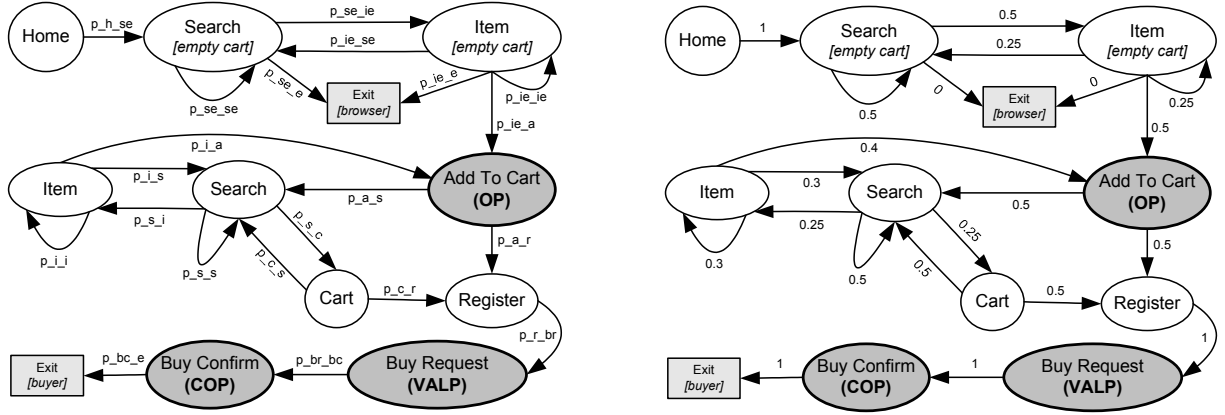 Home
p_h_se
Search
[empty cart]
p_se_ie
p_ie_se
Item
[empty cart]
p_se_se
p_se_e
Exit
[browser]
p_ie_e
p_ie_ie
p_ie_a
p_i_a
Item
p_i_s
p_s_i
Search
p_a_s
Add To Cart
(OP)
p_i_i
p_s_s
p_s_c
p_c_s
p_a_r
Cart
p_c_r
Register
p_r_br
Exit
[buyer]
p_bc_e
Buy Confirm
(COP)
p_br_bc
Buy Request
(VALP)
Home
1
Search
[empty cart]
0.5
0.25
Item
[empty cart]
0.5
0
Exit
[browser]
0
0.25
0.5
0.4
Item
0.3
0.25
Search
0.5
Add To Cart
(OP)
0.3
0.5
0.25
0.5
0.5
Cart
0.5
Register
1
Exit
[buyer]
1
Buy Confirm
(COP)
1
Buy Request
(VALP)